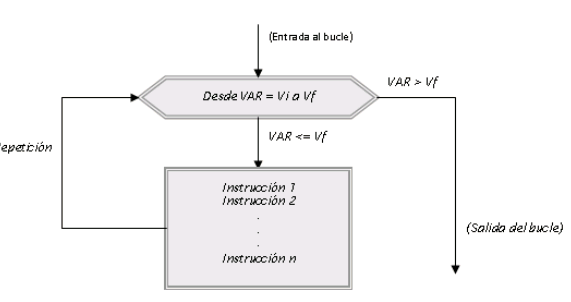 (Entrada al bucle)
VAR > Vf
Desde VAR = Vi a Vf
VAR <= Vf
epetición
Instrucción 1
Instrucción 2
.
.
.
Instrucción n
(Salida del bucle)